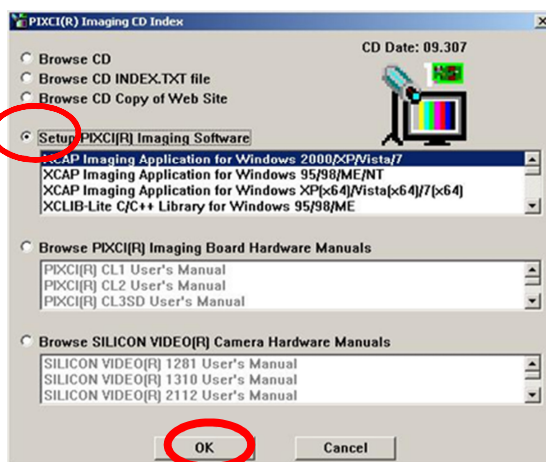 PIXCI(R) Imaging CD Index
CD Date: 09.307
Browse CD
Browse CD INDEX.TXT file
Browse CD Copy of Web Site
Setup PIXCI(R) Imaging Software
XCAP Imaging Application for Windows 2000/XP/Vista/7
XCAP Imaging Application for Windows 95/98/ME/NT
XCAP Imaging Application for Windows XP(x64)/Vista(x64)/7(x64)
XCLIB-Lite C/C++ Library for Windows 95/98/ME
Browse PIXCI(R) Imaging Board Hardware Manuals
PIXCI(R) CL1 User's Manual
PIXCI(R) CL2 User's Manual
PIXCI(R) CL3SD User's Manual
Browse SILICON VIDEO(R) Camera Hardware Manuals
SILICON VIDEO(R) 1281 User's Manual
SILICON VIDEO(R) 1310 User's Manual
SILICON VIDEO(R) 2112 User's Manual
OK
Cancel